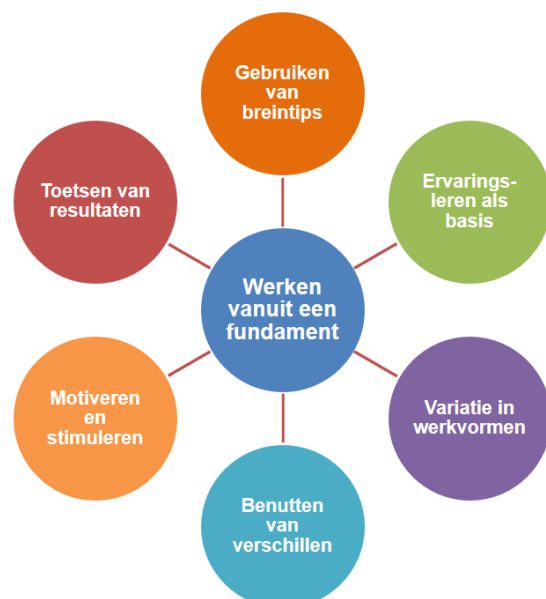 Gebruiken
van
breintips
Ervarings-
leren als
basis
Variatie in
werkvormen
Benutten
van
verschillen
Motiveren
en
stimuleren
Toetsen van
resultaten
Werken
vanuit een
fundament